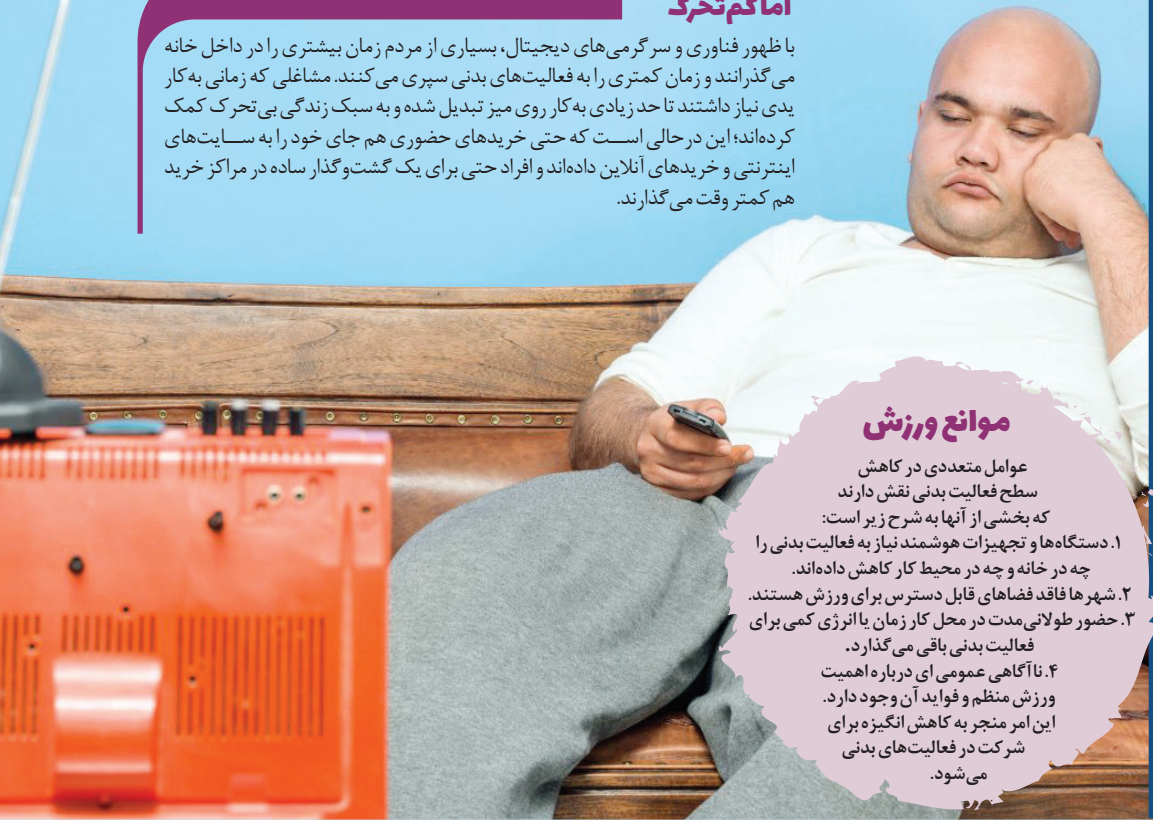 اما کم‌تحرک
با ظهور فناوری و سرگرمی‌های دیجیتال، بسیاری از مردم زمان بیشتری را در داخل خانه
می‌گذرانند و زمان کمتری را به فعالیت‌های بدنی سپری می‌کنند. مشاغلی که زمانی به‌کار
یدی نیاز داشتند تا حد زیادی به‌کار روی میز تبدیل شده و به سبک زندگی بی‌تحرک کمک
کرده‌اند؛ این درحالی است که حتی خریدهای حضوری هم جای خود را به سایت‌های
اینترنتی و خریدهای آنلاین داده‌اند و افراد حتی برای یک گشت‌وگذار ساده در مراکز خرید
هم کمتر وقت می‌گذارند.
موانع ورزش
عوامل متعددی در کاهش
سطح فعالیت بدنی نقش دارند
که بخشی از آنها به شرح زیر است:
۱. دستگاه‌ها و تجهیزات هوشمند نیاز به فعالیت بدنی را
چه در خانه و چه در محیط کار کاهش داده‌اند.
۲. شهرها فاقد فضاهای قابل دسترس برای ورزش هستند.
۳. حضور طولانی‌مدت در محل کار زمان یا انرژی کمی برای
فعالیت بدنی باقی می‌گذارد.
۴. ناآگاهی عمومی ای درباره اهمیت
ورزش منظم و فواید آن وجود دارد.
این امر منجر به کاهش انگیزه برای
شرکت در فعالیت‌های بدنی
می‌شود.